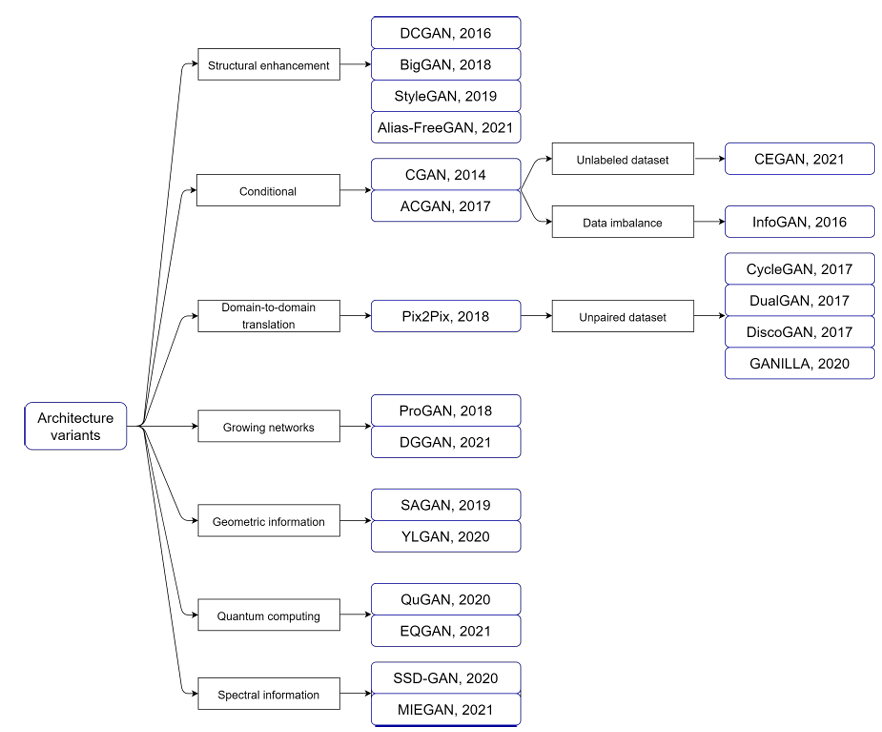 Architecture
variants
Structural enhancement
DCGAN, 2016
BigGAN, 2018
StyleGAN, 2019
Alias-FreeGAN, 2021
Conditional
CGAN, 2014
ACGAN, 2017
Unlabeled dataset
CEGAN, 2021
Data imbalance
InfoGAN, 2016
Domain-to-domain
translation
Pix2Pix, 2018
Unpaired dataset
CycleGAN, 2017
DualGAN, 2017
DiscoGAN, 2017
GANILLA, 2020
Growing networks
ProGAN, 2018
DGGAN, 2021
Geometric information
SAGAN, 2019
YLGAN, 2020
Quantum computing
QuGAN, 2020
EQGAN, 2021
Spectral information
SSD-GAN, 2020
MIEGAN, 2021